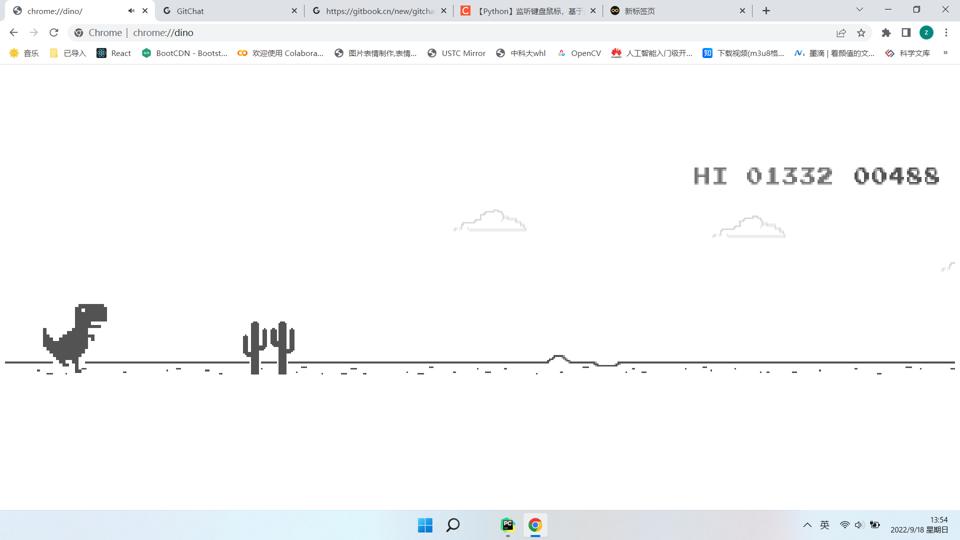 chrome://dino/
GitChat
https://gitbook.cn/new/gitcha
【Python】监听键盘鼠标，基于
新标签页
Chrome | chrome://dino
音乐
已导入
React
BootCDN - Bootst...
欢迎使用 Colabora...
图片表情制作,表情...
USTC Mirror
中科大whl
OpenCV
人工智能入门级开...
下载视频(m3u8格...
墨滴 | 看颜值的文...
科学文库
»
HI 01332 00488
英
13:54
2022/9/18 星期日